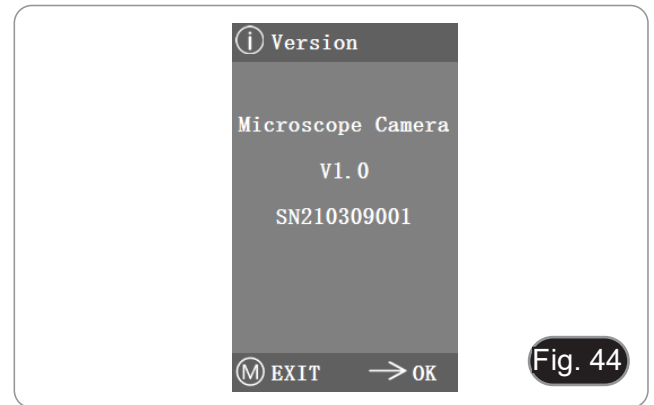 i Version
Microscope Camera
V1.0
SN210309001
M EXIT → OK
Fig. 44